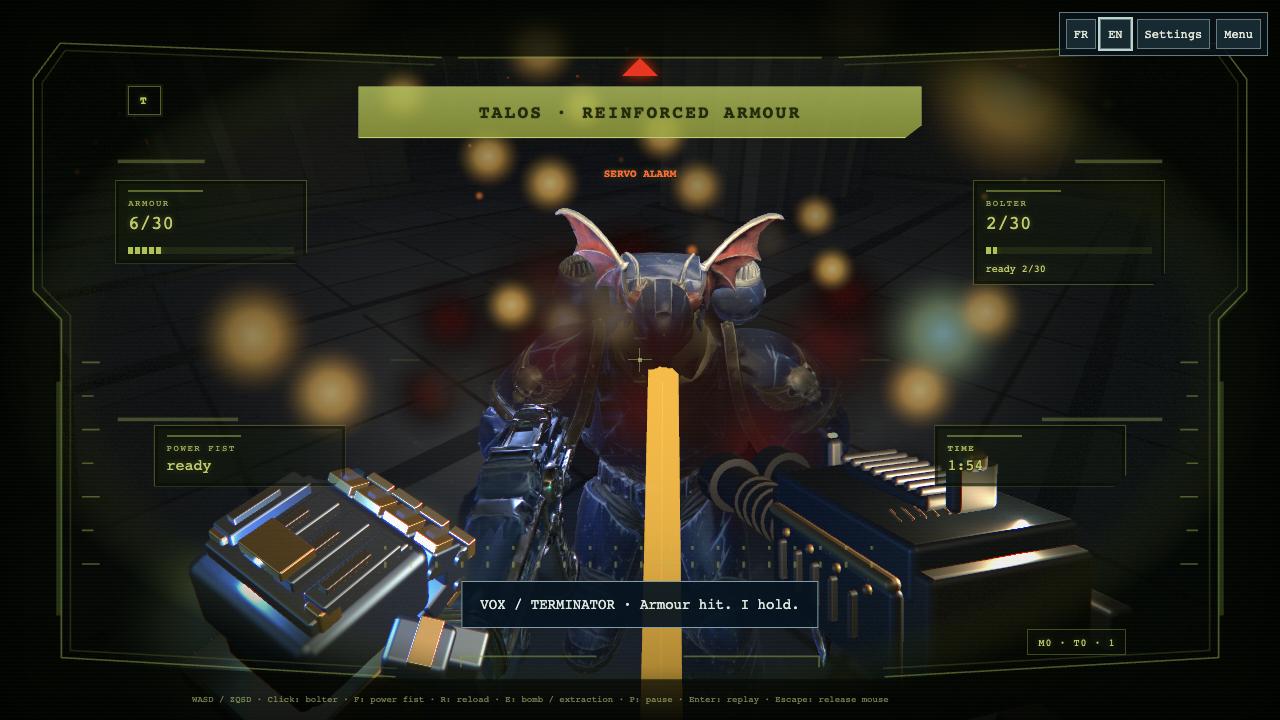 FR EN Settings Menu
T
TALOS · REINFORCED ARMOUR
SERVO ALARM
ARMOUR
6/30
BOLTER
2/30
ready 2/30
POWER FIST
ready
TIME
1:54
VOX / TERMINATOR · Armour hit. I hold.
M0 · T0 · 1
WASD / ZQSD · Click: bolter · F: power fist · R: reload · E: bomb / extraction · P: pause · Enter: replay · Escape: release mouse